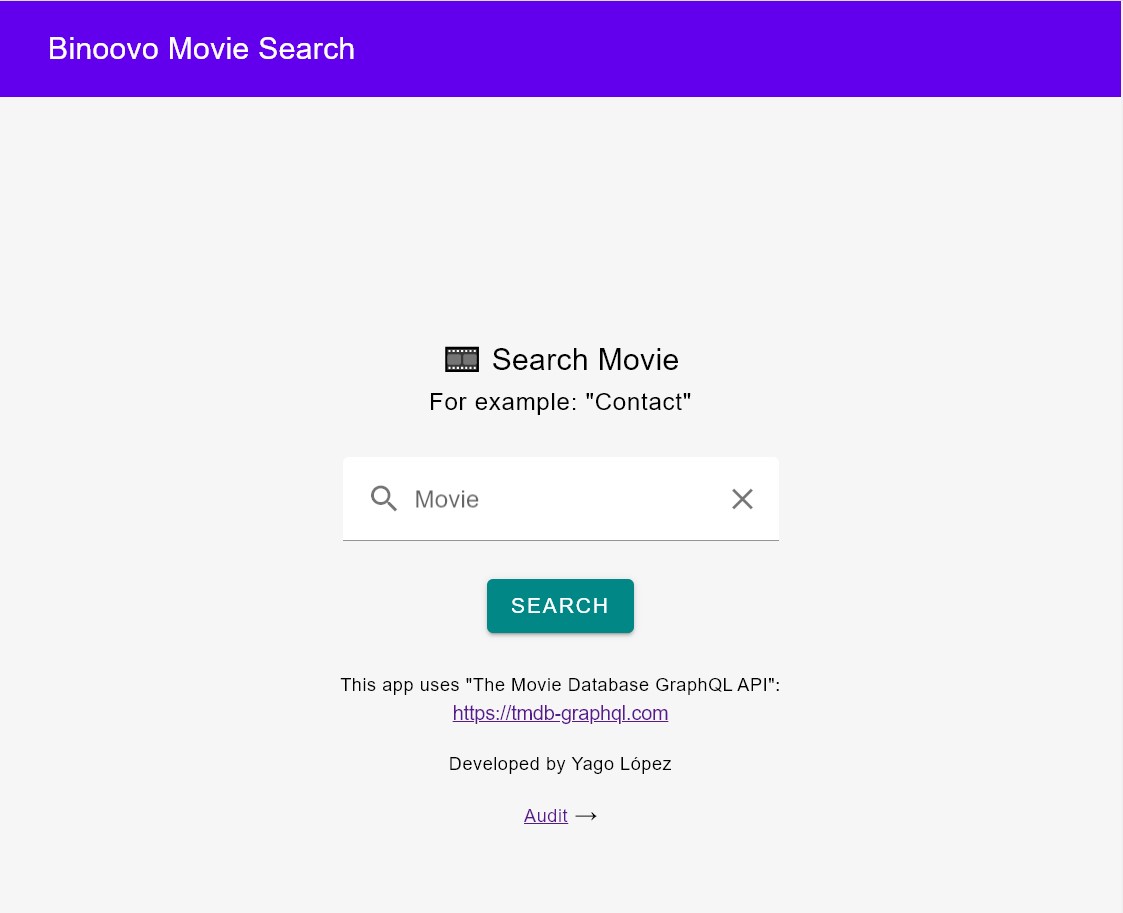 Binoovo Movie Search
Search Movie
For example: "Contact"
Movie
SEARCH
This app uses "The Movie Database GraphQL API":
https://tmdb-graphql.com
Developed by Yago López
Audit →